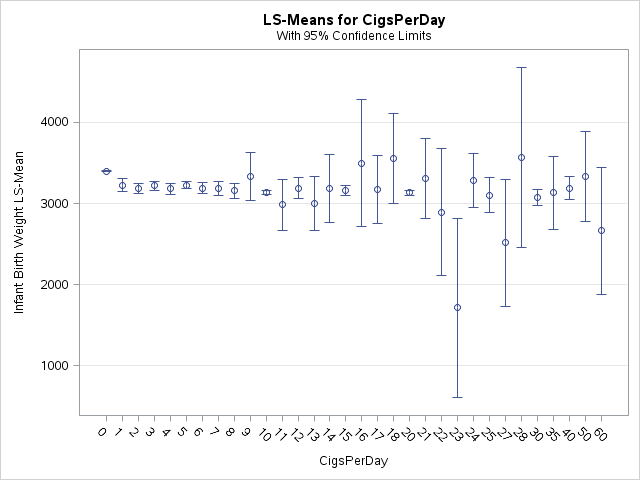 LS-Means for CigsPerDay
With 95% Confidence Limits
Infant Birth Weight LS-Mean
4000
3000
2000
1000
0 1 2 3 4 5 6 7 8 9 10 11 12 13 14 15 16 17 18 20 21 22 23 24 25 27 28 30 35 40 50 60
CigsPerDay